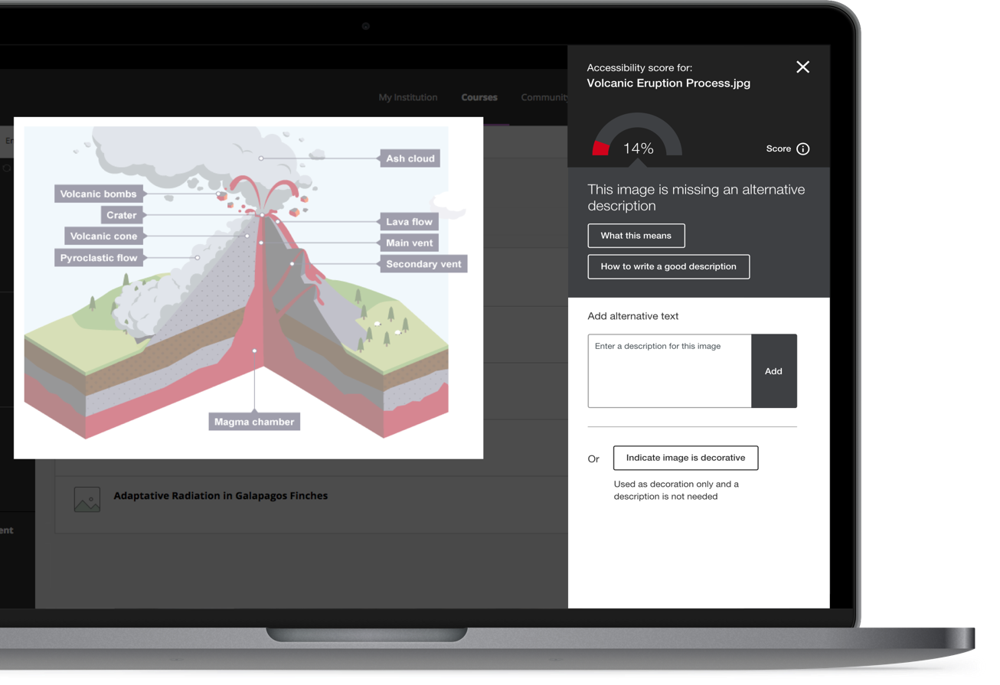 My Institution Courses Community
Ash cloud
Volcanic bombs
Crater
Lava flow
Volcanic cone
Main vent
Pyroclastic flow
Secondary vent
Magma chamber
Adaptative Radiation in Galapagos Finches
Accessibility score for:
Volcanic Eruption Process.jpg
14%
Score
This image is missing an alternative
description
What this means
How to write a good description
Add alternative text
Enter a description for this image
Add
Or
Indicate image is decorative
Used as decoration only and a
description is not needed